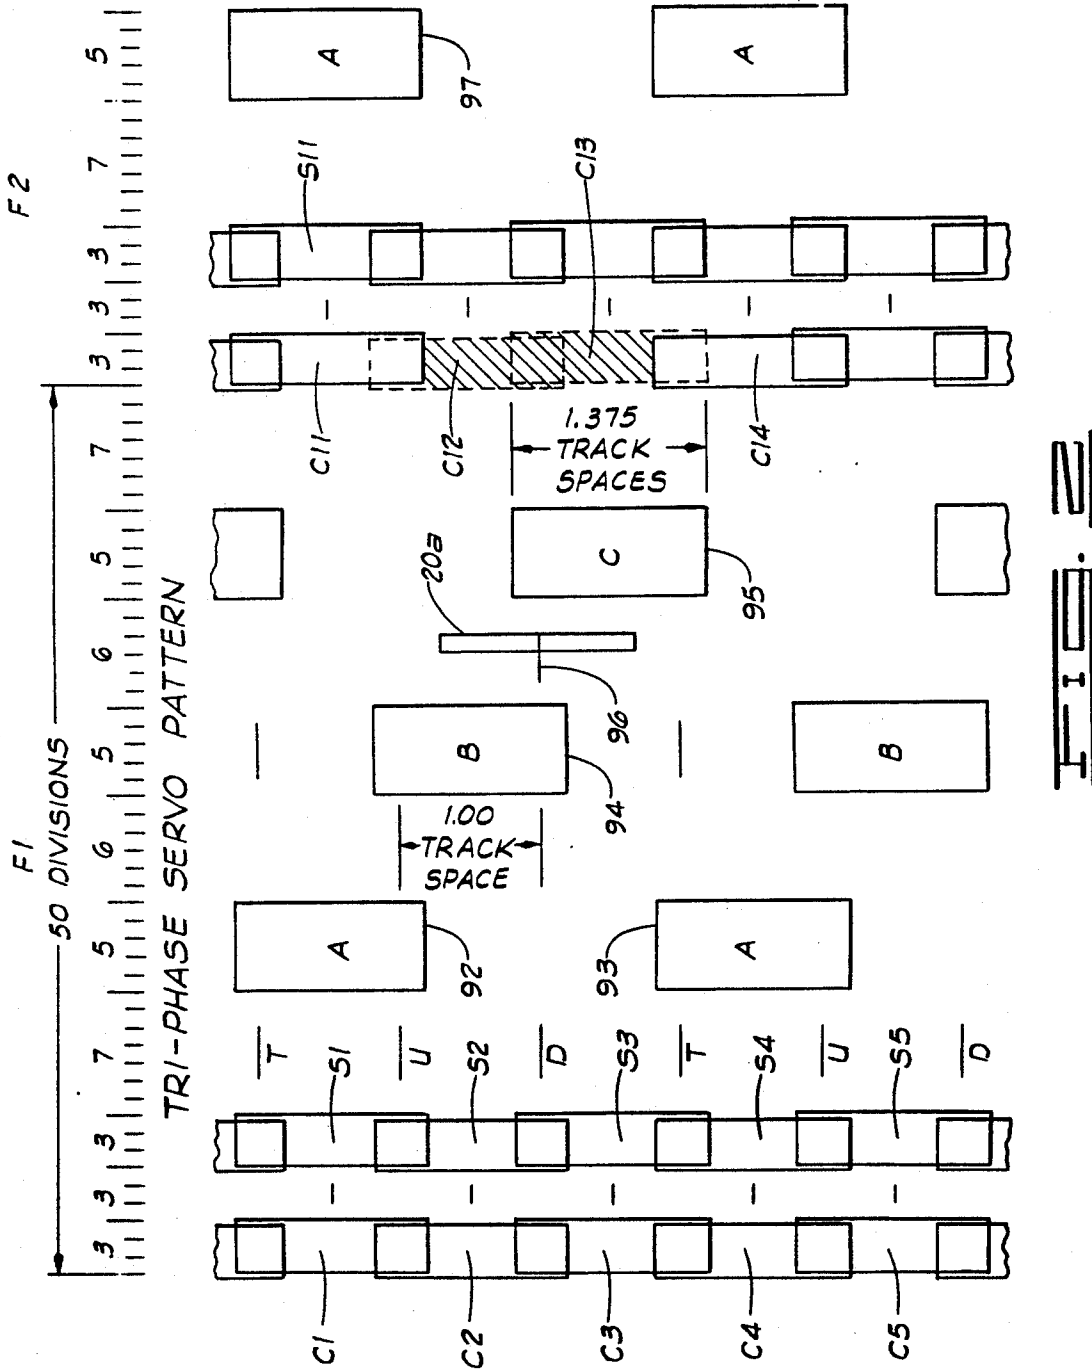 F1
F2
50 DIVISIONS
3 3 3 7 5 6 5 6 5 7 3 3 3 7 5
TRI-PHASE SERVO PATTERN
T
U
D
T
U
D
C1
S1
A
92
C11
S11
A
97
C2
S2
1.00
TRACK
SPACE
B
94
20a
96
C12
C3
S3
93
C
95
1.375
TRACK
SPACES
C13
C4
S4
A
C14
A
C5
S5
B
FIG. 2